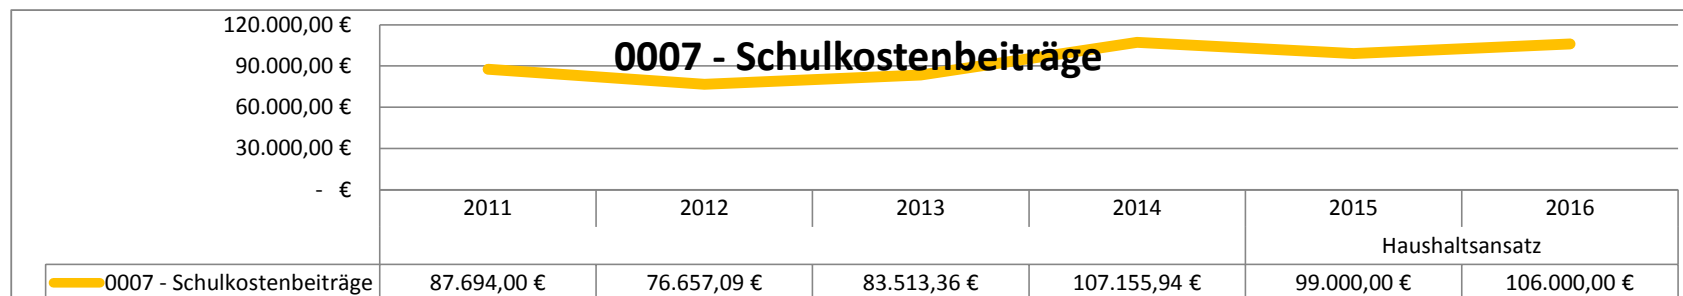 0007 - Schulkostenbeiträge
120.000,00 €
90.000,00 €
60.000,00 €
30.000,00 €
- €
2011 2012 2013 2014 2015 2016
Haushaltsansatz
0007 - Schulkostenbeiträge 87.694,00 € 76.657,09 € 83.513,36 € 107.155,94 € 99.000,00 € 106.000,00 €